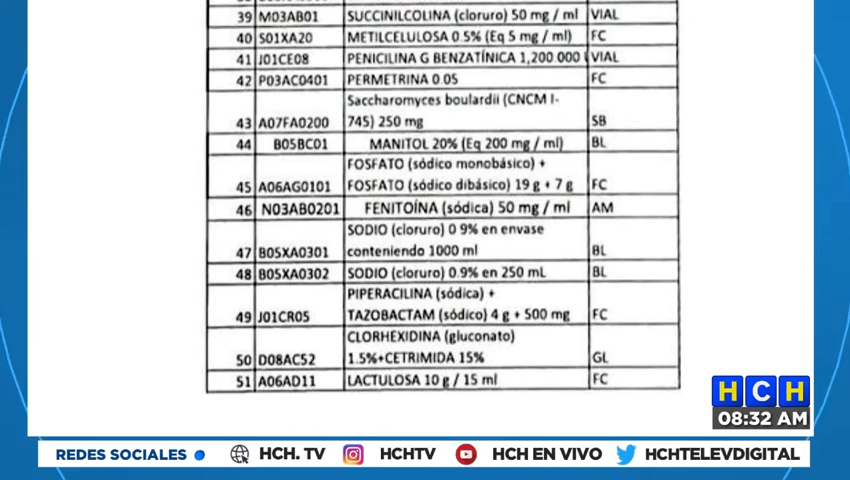 39 M03AB01 SUCCINILCOLINA (cloruro) 50 mg / ml VIAL
40 S01XA20 METILCELULOSA 0.5% (Eq 5 mg / ml) FC
41 J01CE08 PENICILINA G BENZATÍNICA 1,200 000 VIAL
42 P03AC0401 PERMETRINA 0.05 FC
Saccharomyces boulardii (CNCM I-
43 A07FA0200 745) 250 mg SB
44 B05BC01 MANITOL 20% (Eq 200 mg / ml) BL
FOSFATO (sódico monobásico) +
45 A06AG0101 FOSFATO (sódico dibásico) 19 g + 7 g FC
46 N03AB0201 FENITOÍNA (sódica) 50 mg / ml AM
SODIO (cloruro) 0 9% en envase
47 B05XA0301 conteniendo 1000 ml BL
48 B05XA0302 SODIO (cloruro) 0.9% en 250 mL BL
PIPERACILINA (sódica) +
49 J01CR05 TAZOBACTAM (sódico) 4 g + 500 mg FC
CLORHEXIDINA (gluconato)
50 D08AC52 1.5%+CETRIMIDA 15% GL
51 A06AD11 LACTULOSA 10 g / 15 ml FC
HCH
08:32 AM
REDES SOCIALES HCH. TV HCHTV HCH EN VIVO HCHTELEVDIGITAL